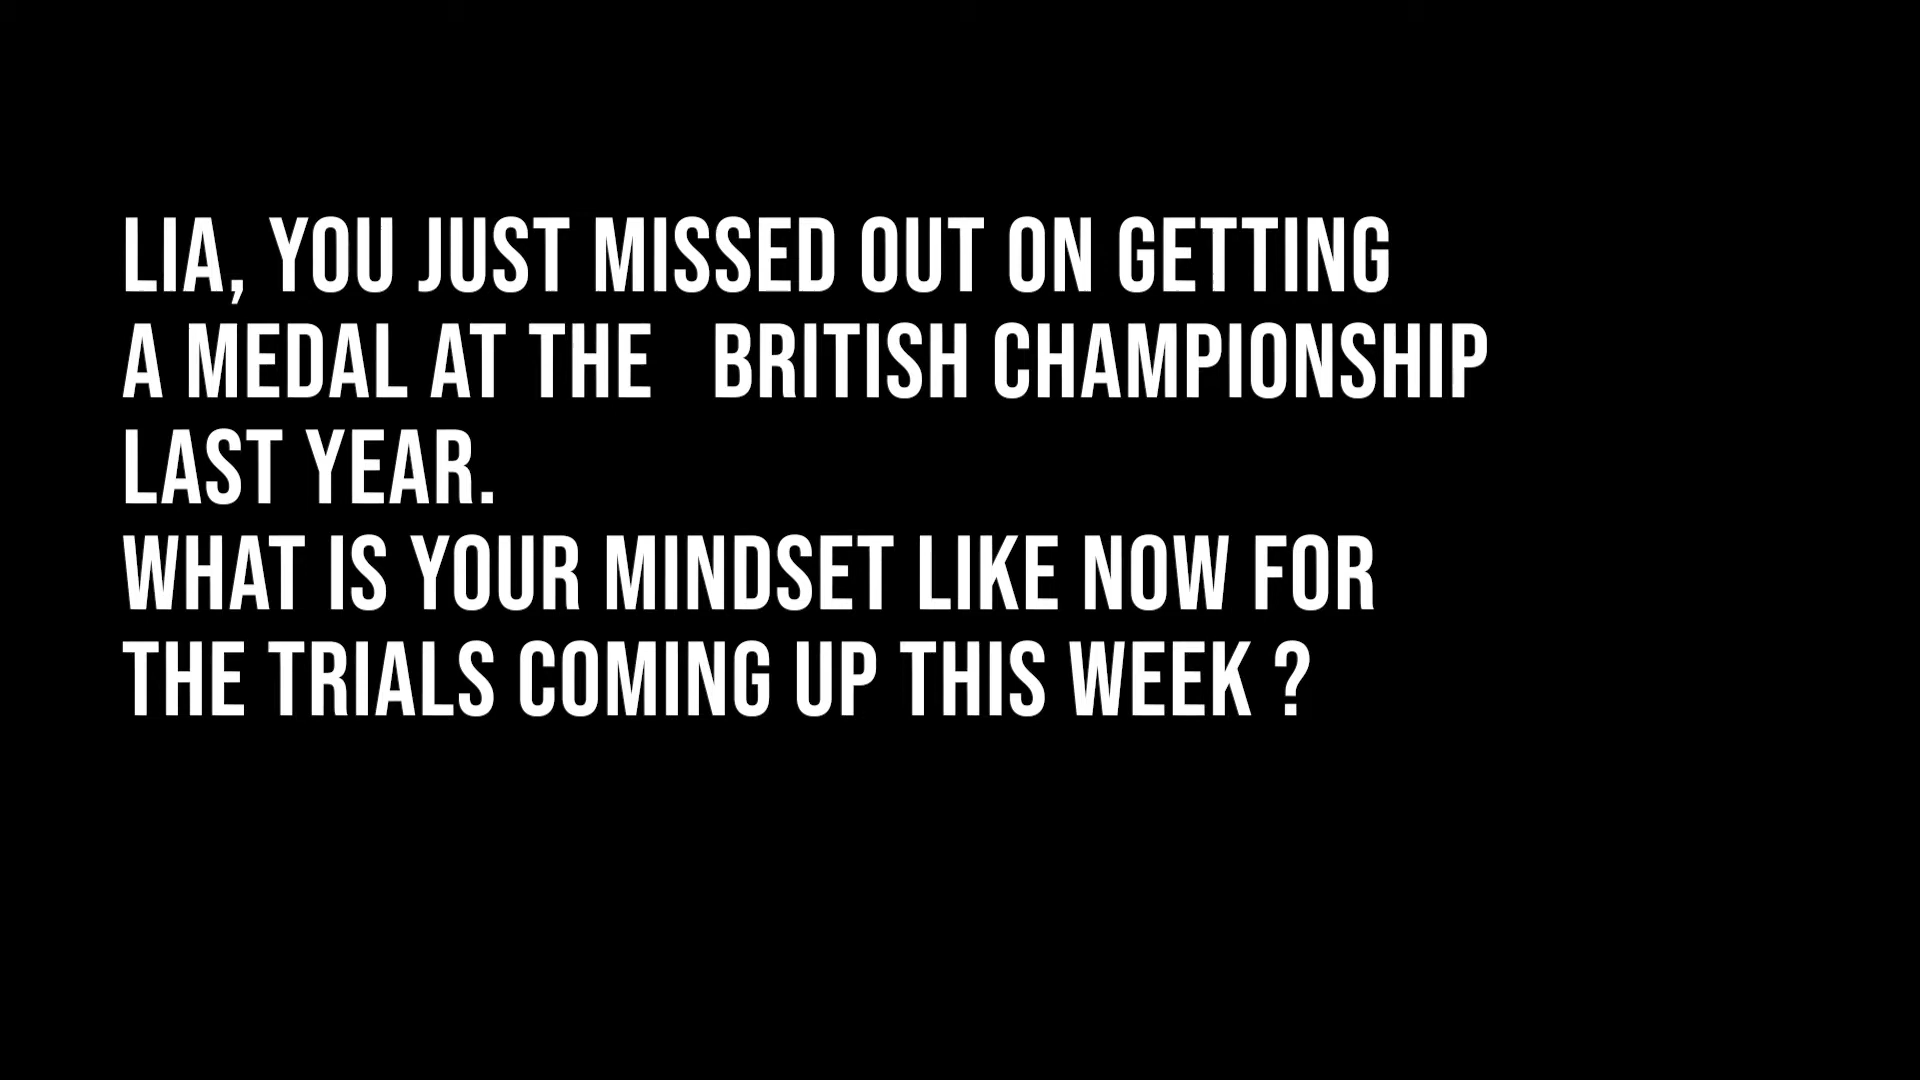 LIA, YOU JUST MISSED OUT ON GETTING
A MEDAL AT THE   BRITISH CHAMPIONSHIP
LAST YEAR.
WHAT IS YOUR MINDSET LIKE NOW FOR
THE TRIALS COMING UP THIS WEEK ?